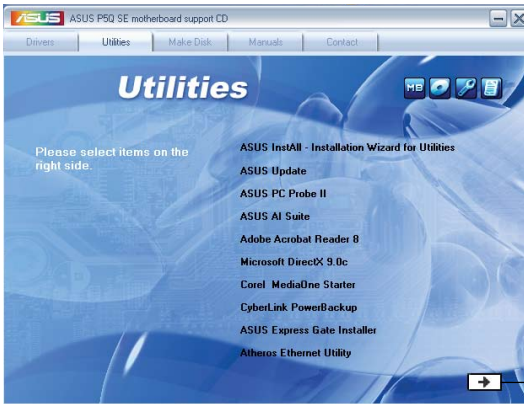 ASUS ASUS P5Q SE motherboard support CD
Drivers Utilities Make Disk Manuals Contact
Utilities
MB
Please select items on the
right side.
ASUS InstAll - Installation Wizard for Utilities
ASUS Update
ASUS PC Probe II
ASUS AI Suite
Adobe Acrobat Reader 8
Microsoft DirectX 9.0c
Corel MediaOne Starter
CyberLink PowerBackup
ASUS Express Gate Installer
Atheros Ethernet Utility